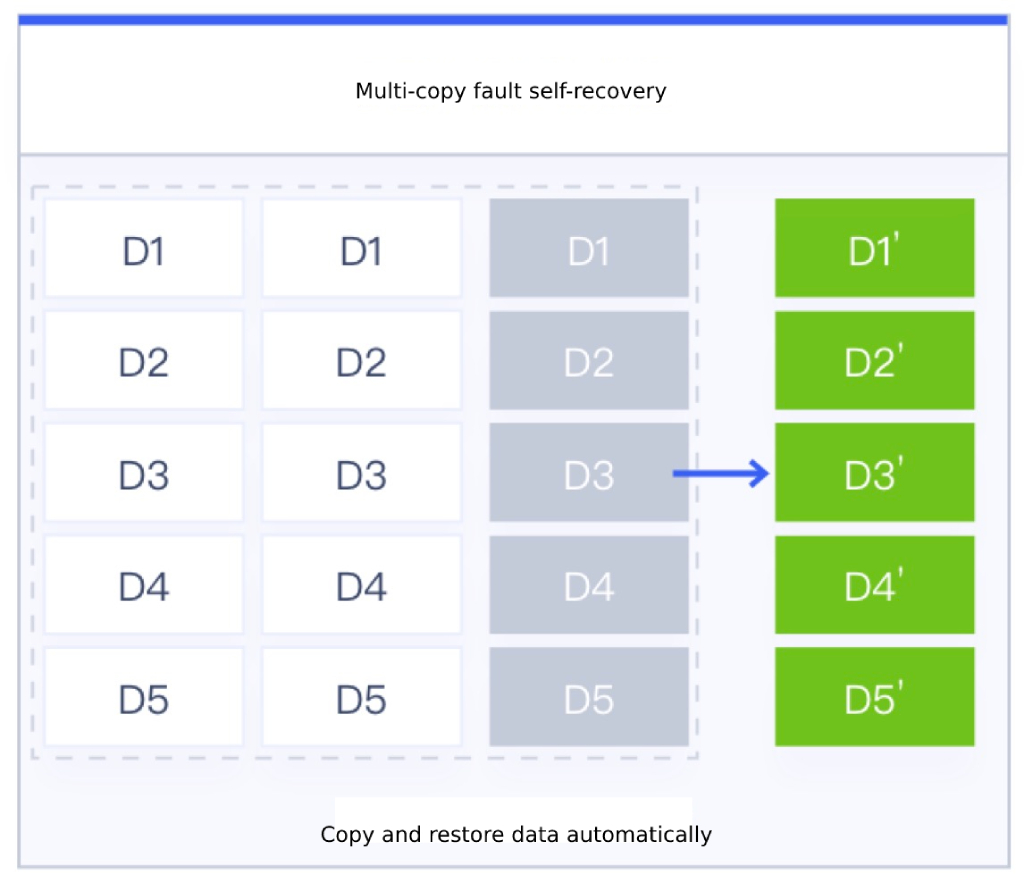 Multi-copy fault self-recovery
D1 D1 D1 D1'
D2 D2 D2 D2'
D3 D3 D3 D3'
D4 D4 D4 D4'
D5 D5 D5 D5'
Copy and restore data automatically